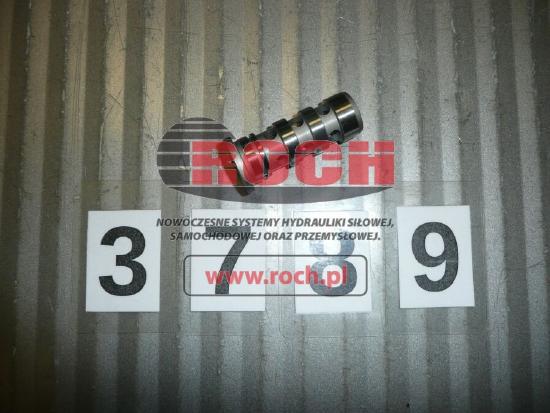 ROCH
NOWOCZESNE SYSTEMY HYDRAULIKI SIŁOWEJ,
SAMOCHODOWEJ ORAZ PRZEMYSŁOWEJ.
3 7 8 9
www.roch.pl